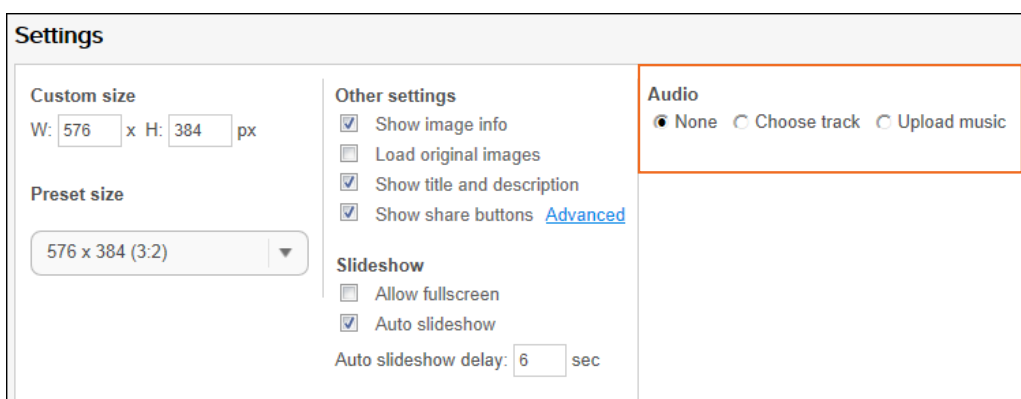 Settings
Custom size
W: 576 x H: 384 px
Preset size
576 x 384 (3:2)
Other settings
Show image info
Load original images
Show title and description
Show share buttons Advanced
Slideshow
Allow fullscreen
Auto slideshow
Auto slideshow delay: 6 sec
Audio
None Choose track Upload music